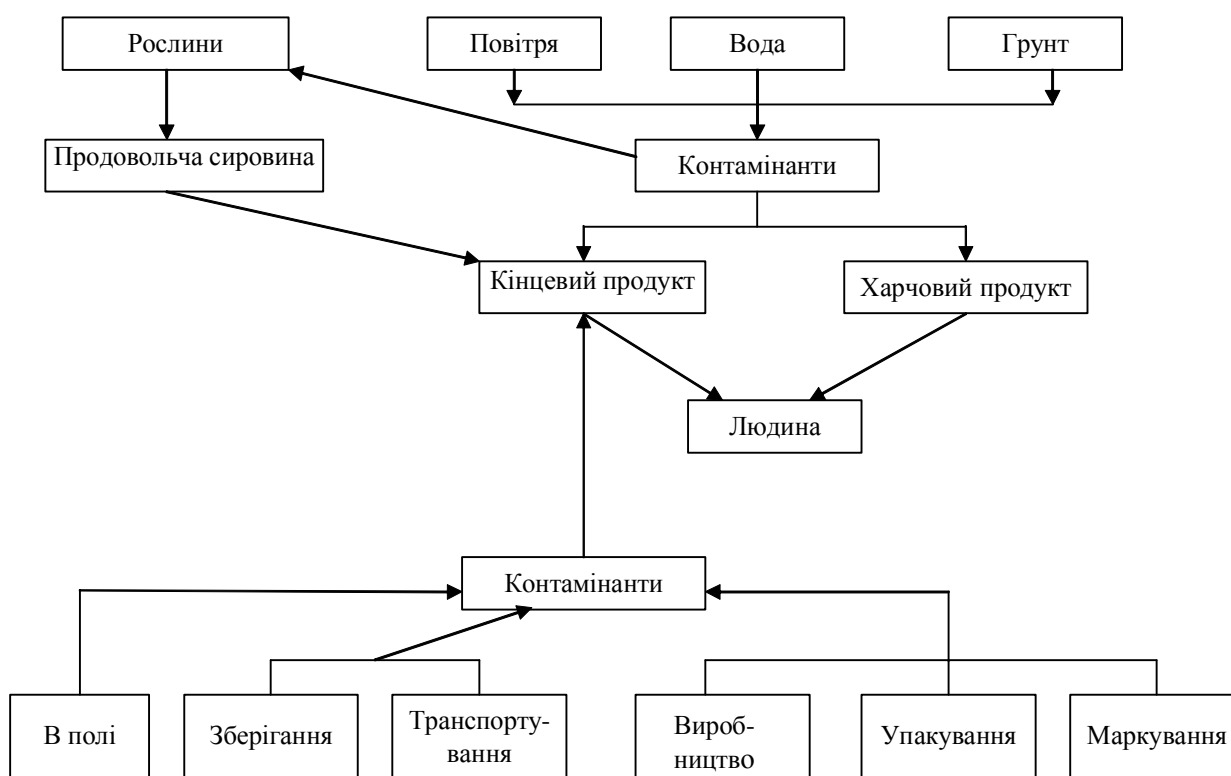 Рослини
Повітря
Вода
Грунт
Продовольча сировина
Контамінанти
Кінцевий продукт
Харчовий продукт
Людина
Контамінанти
В полі
Зберігання
Транспорту-
вання
Вироб-
ництво
Упакування
Маркування